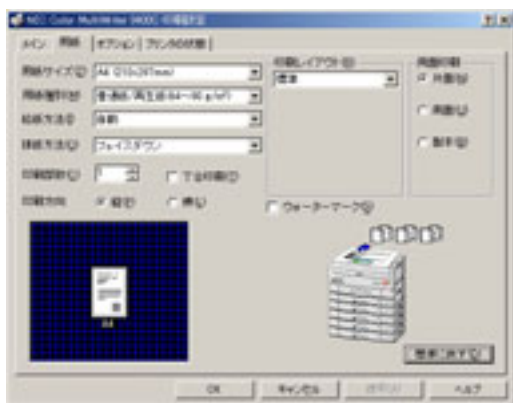 NEC Color MultiWriter 9400C 印刷設定
メイン 用紙 オプション プリンタの状態
用紙サイズ(Z) A4 (210x297mm)
用紙種別(M) 普通紙/再生紙(64～90 g/m²)
給紙方法(I) 自動
排紙方法(O) フェイスダウン
印刷部数(C) 1 丁合印刷(T)
印刷方向 縦(P) 横(L)
A4
印刷レイアウト(B)
標準
ウォーターマーク(W)
両面印刷
片面(N)
両面(U)
製本(F)
標準に戻す(D)
OK キャンセル 適用(A) ヘルプ